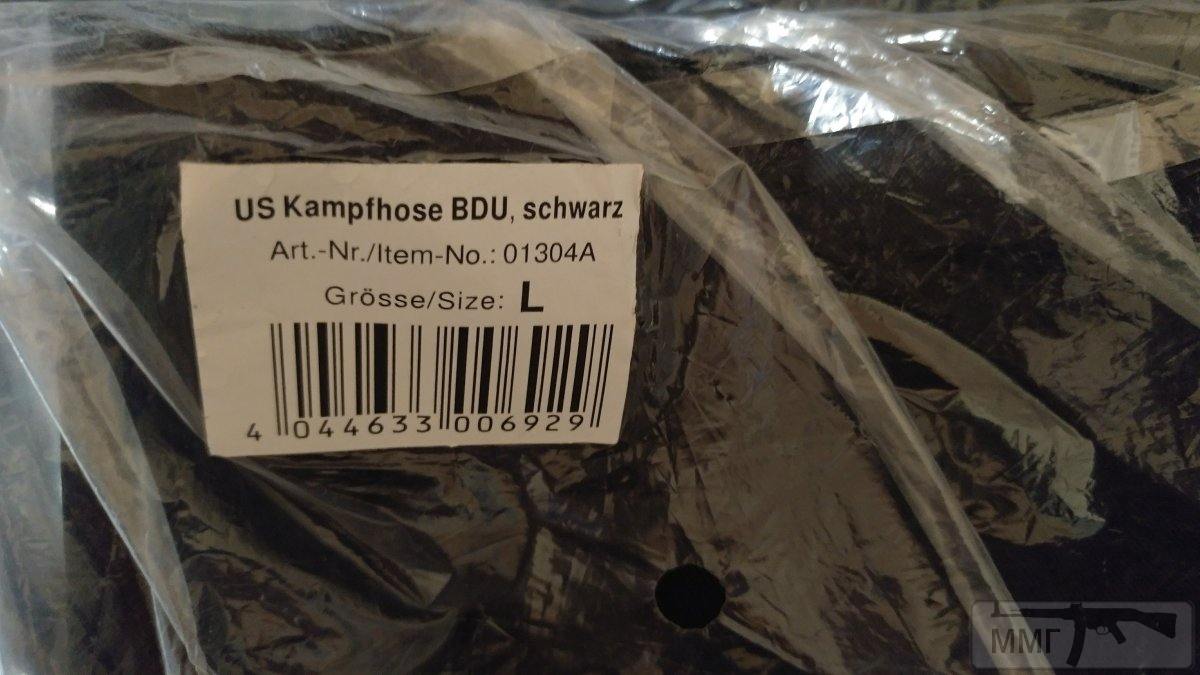 US Kampfhose BDU, schwarz
Art.-Nr./Item-No.: 01304A
Grösse/Size: L
4 044633 006929
ММГ